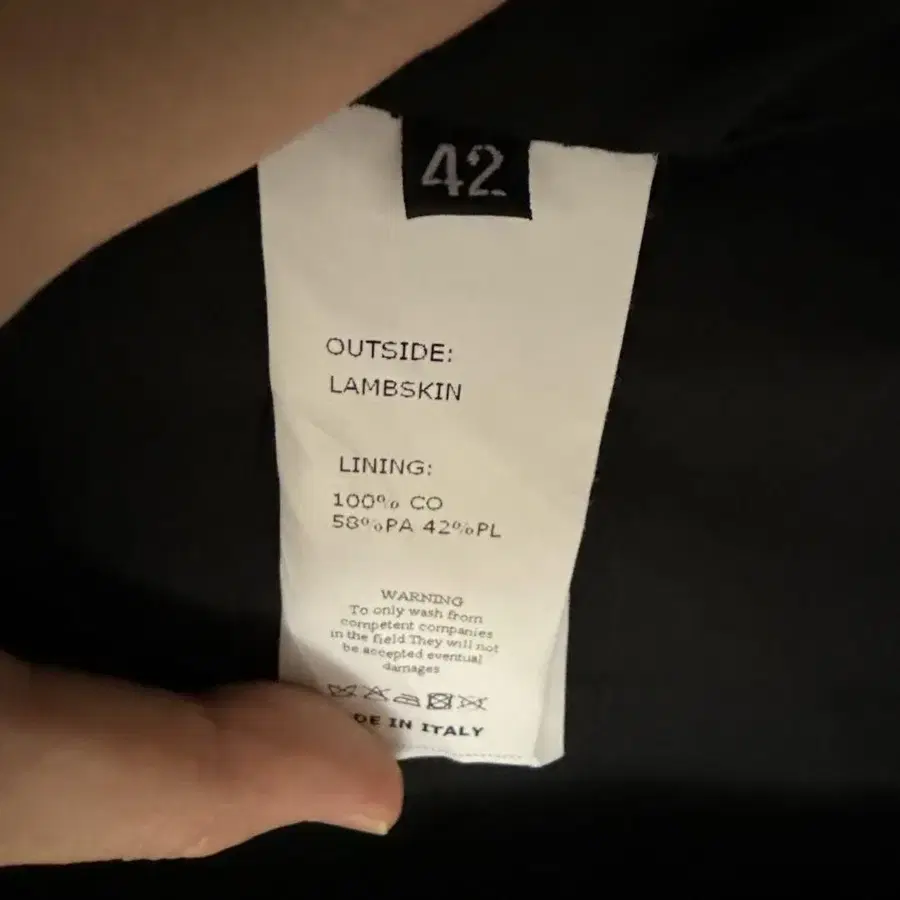 42
OUTSIDE:
LAMBSKIN
LINING:
100% CO
58%PA 42%PL
WARNING
To only wash from
competent companies
in the field They will not
be accepted eventual
damages
DE IN ITALY